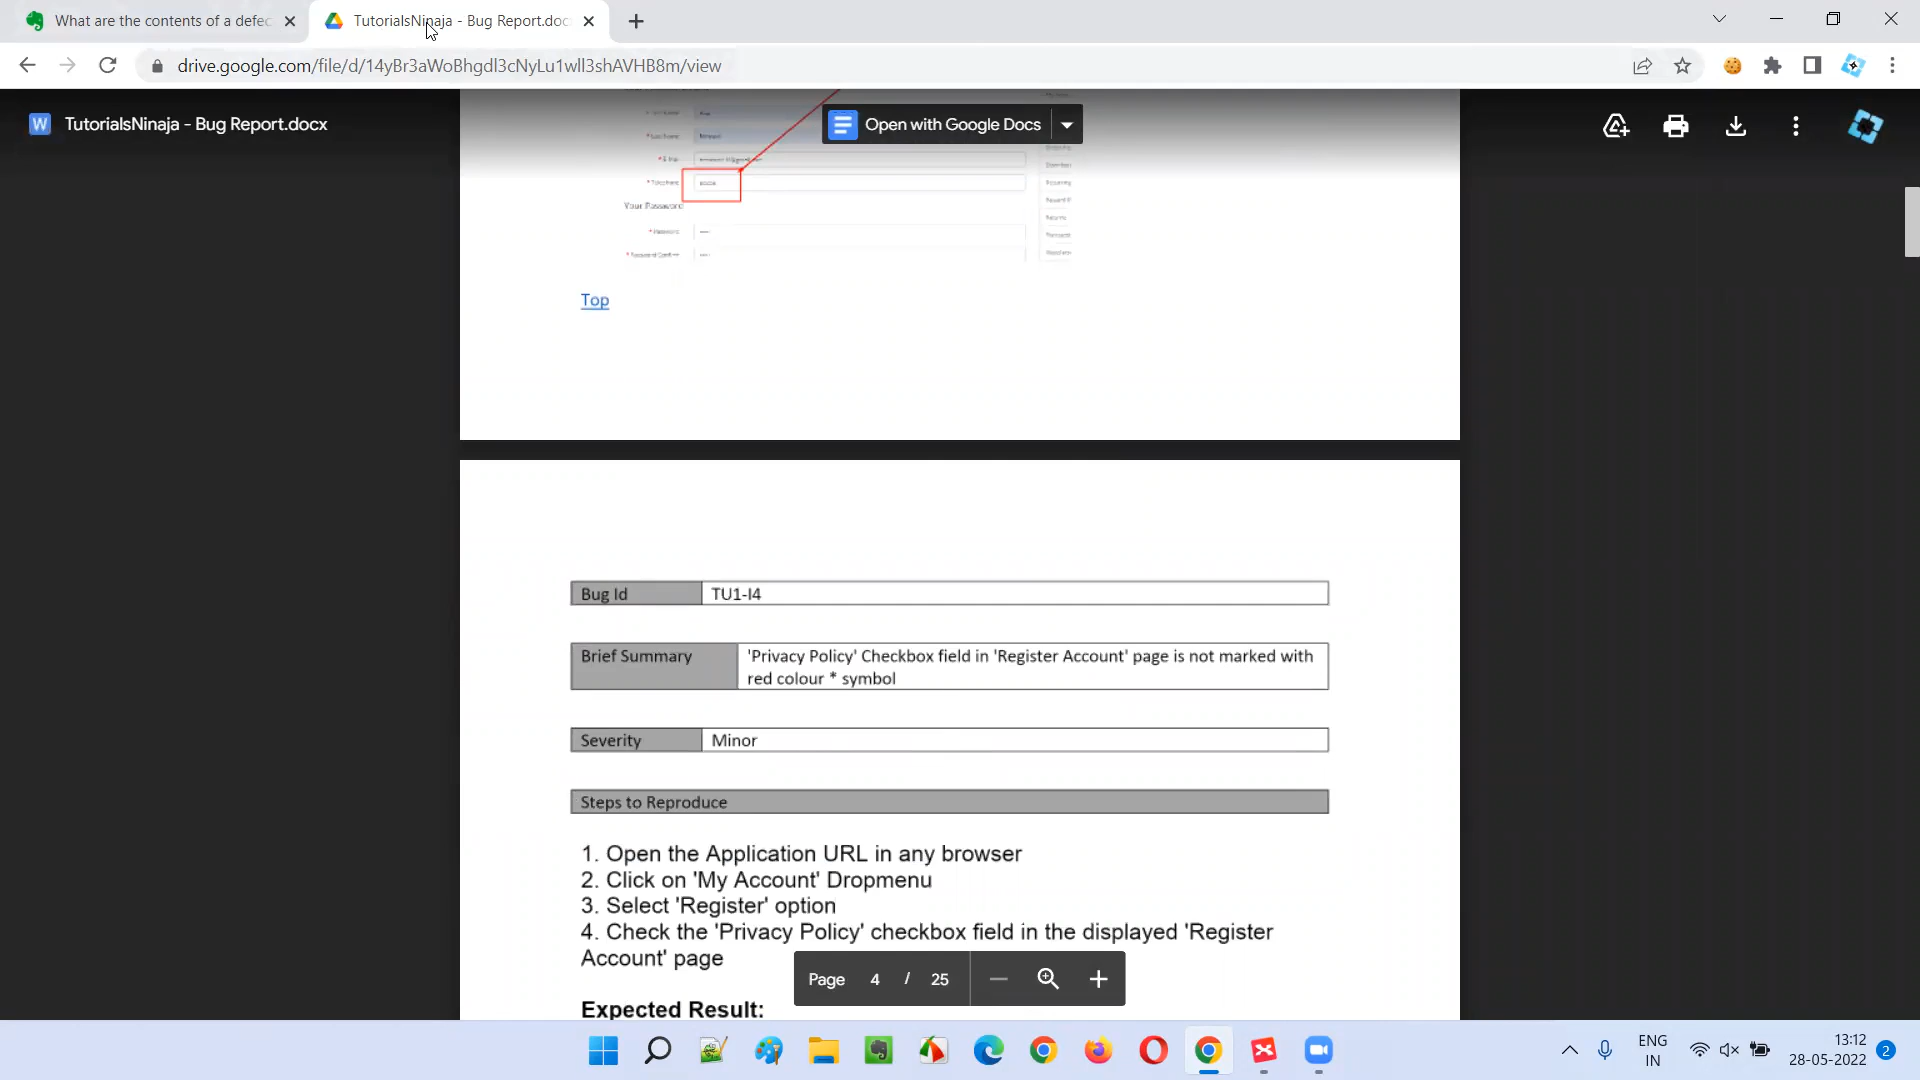 What are the contents of a defec
TutorialsNinaja - Bug Report.doc
drive.google.com/file/d/14yBr3aWoBhgdl3cNyLu1wll3shAVHB8m/view
W
TutorialsNinaja - Bug Report.docx
Open with Google Docs
* Telephone
Your Password
* Password
* Password Confirm
Top
Bug Id
TU1-I4
Brief Summary
'Privacy Policy' Checkbox field in 'Register Account' page is not marked with
red colour * symbol
Severity
Minor
Steps to Reproduce
1. Open the Application URL in any browser
2. Click on 'My Account' Dropmenu
3. Select 'Register' option
4. Check the 'Privacy Policy' checkbox field in the displayed 'Register
Account' page
Expected Result:
Page 4 / 25
ENG
IN
13:12
28-05-2022
2